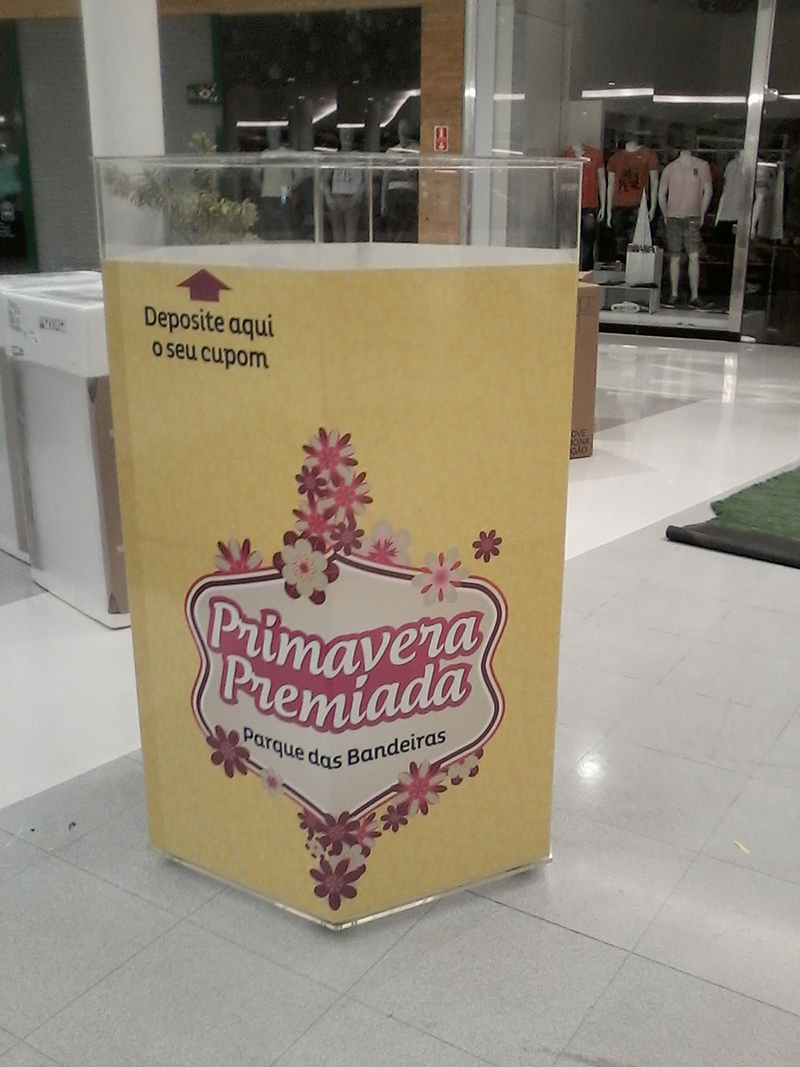 Deposite aqui
o seu cupom
Primavera
Premiada
Parque das Bandeiras